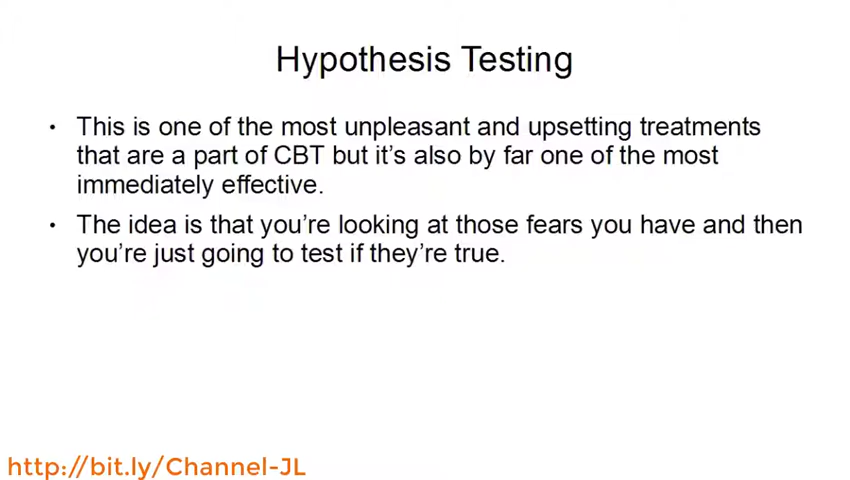 Hypothesis Testing
• This is one of the most unpleasant and upsetting treatments
that are a part of CBT but it's also by far one of the most
immediately effective.
• The idea is that you're looking at those fears you have and then
you're just going to test if they're true.
http://bit.ly/Channel-JL